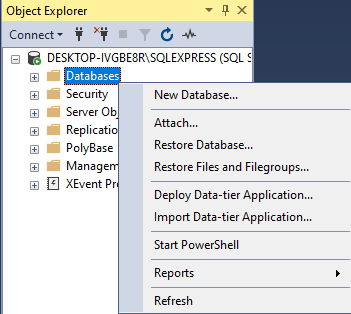 Object Explorer
Connect
DESKTOP-IVGBE8R\SQLEXPRESS (SQL S
Databases
Security
Server Obj
Replicatio
PolyBase
Managem
XEvent Pro
New Database...
Attach...
Restore Database...
Restore Files and Filegroups...
Deploy Data-tier Application...
Import Data-tier Application...
Start PowerShell
Reports
Refresh